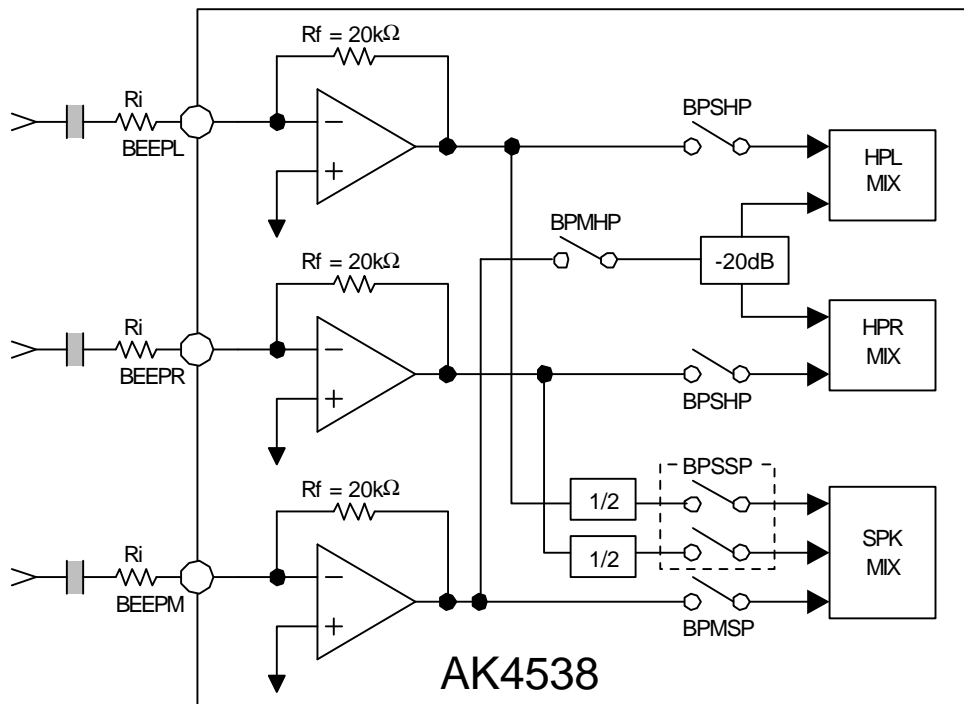 Rf = 20kΩ
Ri
BEEPL
BPSHP
HPL
MIX
BPMHP
-20dB
Rf = 20kΩ
Ri
BEEPR
HPR
MIX
BPSHP
BPSSP
1/2
1/2
Rf = 20kΩ
Ri
BEEPM
SPK
MIX
BPMSP
AK4538